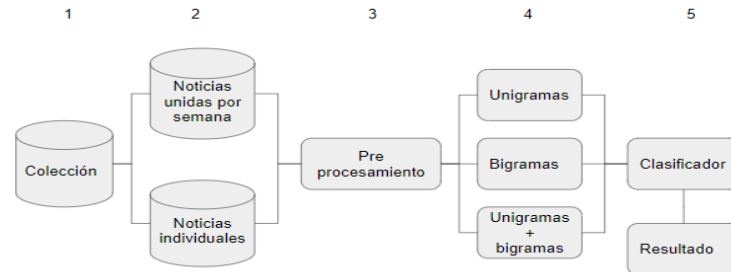 1 2 3 4 5
Colección
Noticias
unidas por
semana
Noticias
individuales
Pre
procesamiento
Unigramas
Bigramas
Unigramas
+
bigramas
Clasificador
Resultado